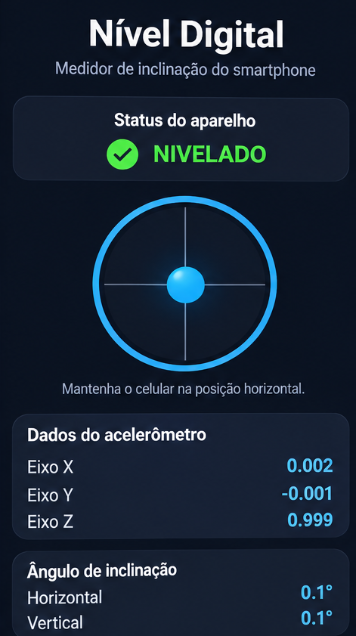 Nível Digital
Medidor de inclinação do smartphone
Status do aparelho
NIVELADO
Mantenha o celular na posição horizontal.
Dados do acelerômetro
Eixo X 0.002
Eixo Y -0.001
Eixo Z 0.999
Ângulo de inclinação
Horizontal 0.1°
Vertical 0.1°